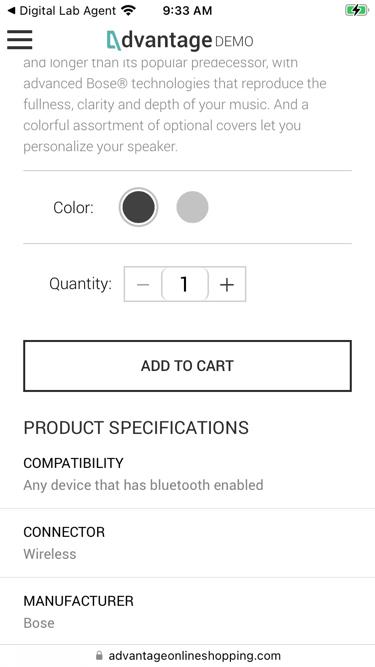 Digital Lab Agent 9:33 AM
dvantage DEMO
and longer than its popular predecessor, with
advanced Bose® technologies that reproduce the
fullness, clarity and depth of your music. And a
colorful assortment of optional covers let you
personalize your speaker.
Color:
Quantity: − 1 +
ADD TO CART
PRODUCT SPECIFICATIONS
COMPATIBILITY
Any device that has bluetooth enabled
CONNECTOR
Wireless
MANUFACTURER
Bose
advantageonlineshopping.com